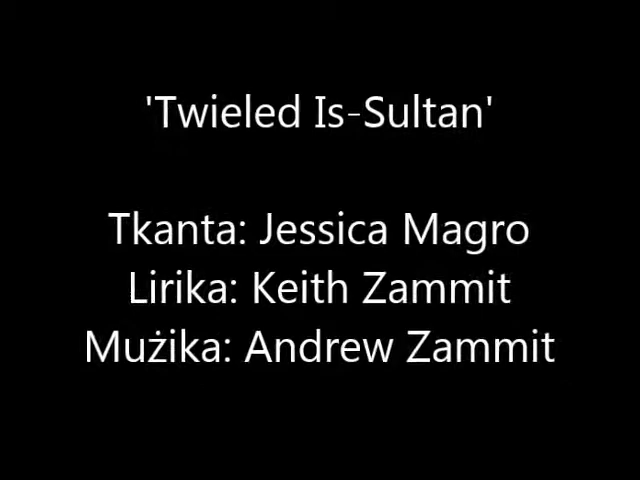 'Twieled Is-Sultan'
Tkanta: Jessica Magro
Lirika: Keith Zammit
Mużika: Andrew Zammit